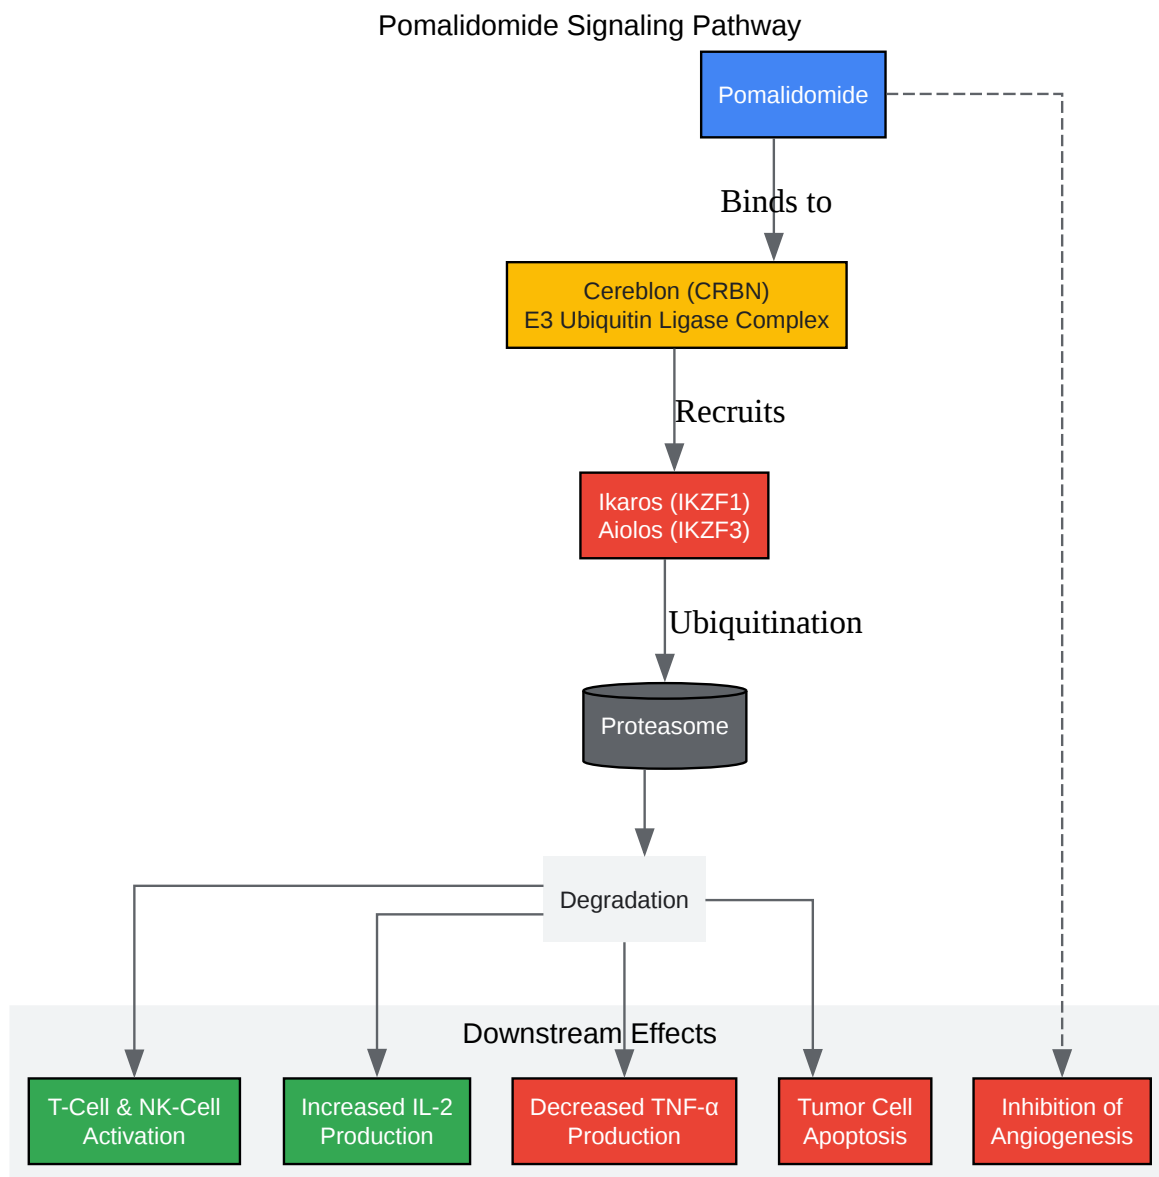 Pomalidomide Signaling Pathway
Pomalidomide
Binds to
Cereblon (CRBN)
E3 Ubiquitin Ligase Complex
Recruits
Ikaros (IKZF1)
Aiolos (IKZF3)
Ubiquitination
Proteasome
Degradation
Downstream Effects
T-Cell & NK-Cell
Activation
Increased IL-2
Production
Decreased TNF-α
Production
Tumor Cell
Apoptosis
Inhibition of
Angiogenesis